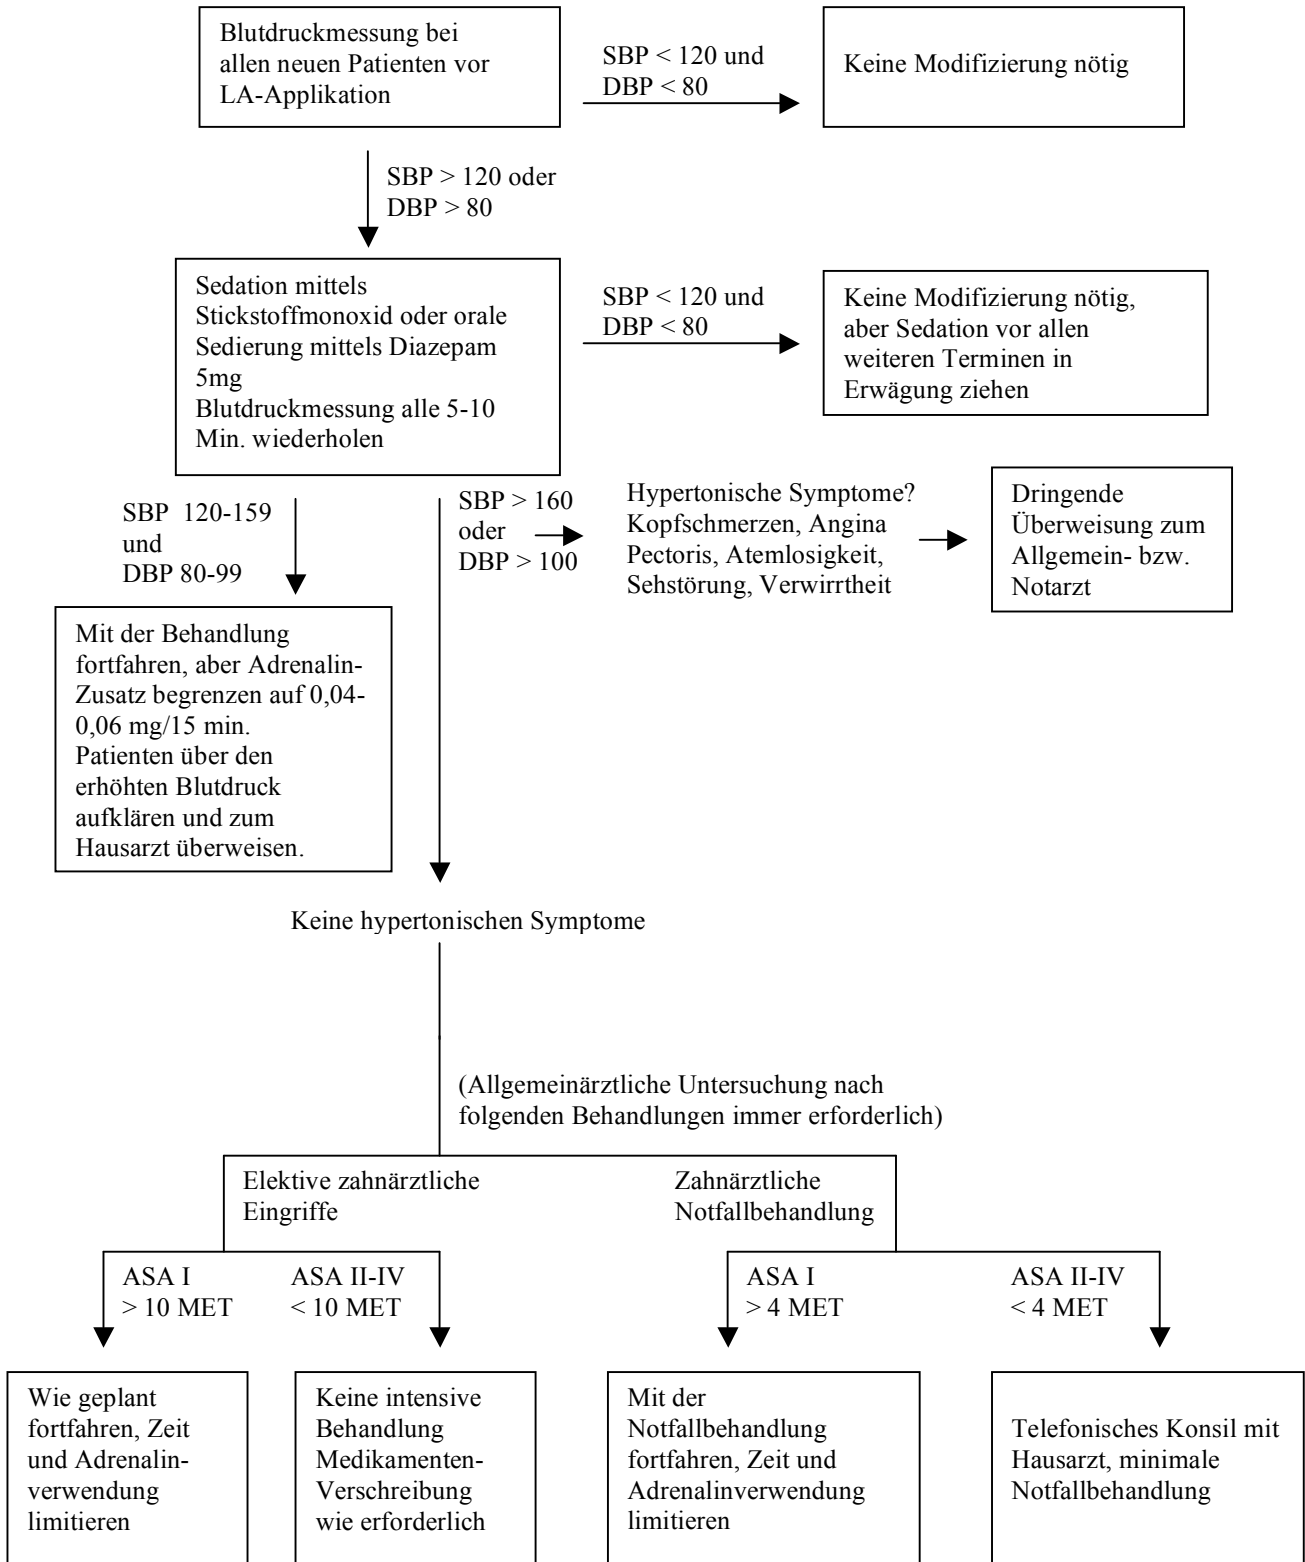 Blutdruckmessung bei
allen neuen Patienten vor
LA-Applikation
SBP < 120 und
DBP < 80
Keine Modifizierung nötig
SBP > 120 oder
DBP > 80
Sedation mittels
Stickstoffmonoxid oder orale
Sedierung mittels Diazepam
5mg
Blutdruckmessung alle 5-10
Min. wiederholen
SBP < 120 und
DBP < 80
Keine Modifizierung nötig,
aber Sedation vor allen
weiteren Terminen in
Erwägung ziehen
SBP 120-159
und
DBP 80-99
SBP > 160
oder
DBP > 100
Hypertonische Symptome?
Kopfschmerzen, Angina
Pectoris, Atemlosigkeit,
Sehstörung, Verwirrtheit
Dringende
Überweisung zum
Allgemein- bzw.
Notarzt
Mit der Behandlung
fortfahren, aber Adrenalin-
Zusatz begrenzen auf 0,04-
0,06 mg/15 min.
Patienten über den
erhöhten Blutdruck
aufklären und zum
Hausarzt überweisen.
Keine hypertonischen Symptome
(Allgemeinärztliche Untersuchung nach
folgenden Behandlungen immer erforderlich)
Elektive zahnärztliche
Eingriffe
Zahnärztliche
Notfallbehandlung
ASA I
> 10 MET
ASA II-IV
< 10 MET
ASA I
> 4 MET
ASA II-IV
< 4 MET
Wie geplant
fortfahren, Zeit
und Adrenalin-
verwendung
limitieren
Keine intensive
Behandlung
Medikamenten-
Verschreibung
wie erforderlich
Mit der
Notfallbehandlung
fortfahren, Zeit und
Adrenalinverwendung
limitieren
Telefonisches Konsil mit
Hausarzt, minimale
Notfallbehandlung